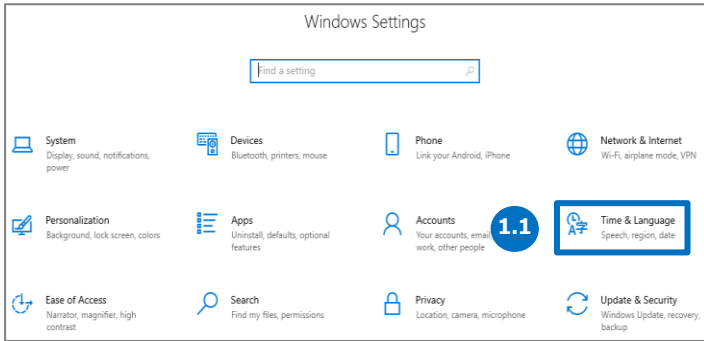 Windows Settings
Find a setting
System
Display, sound, notifications,
power
Devices
Bluetooth, printers, mouse
Phone
Link your Android, iPhone
Network & Internet
Wi-Fi, airplane mode, VPN
Personalization
Background, lock screen, colors
Apps
Uninstall, defaults, optional
features
Accounts
Your accounts, email
work, other people
1.1
Time & Language
Speech, region, date
Ease of Access
Narrator, magnifier, high
contrast
Search
Find my files, permissions
Privacy
Location, camera, microphone
Update & Security
Windows Update, recovery,
backup